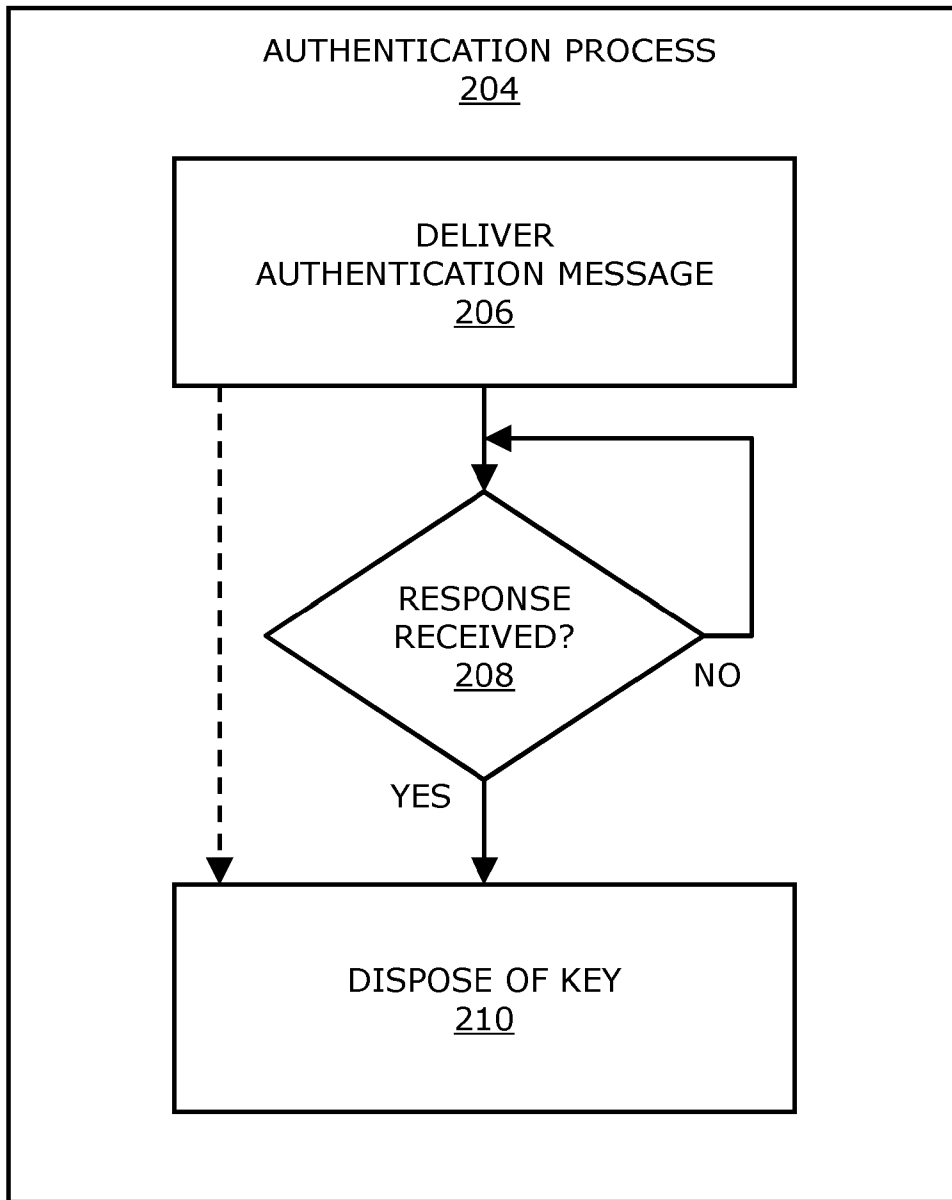 AUTHENTICATION PROCESS
204
DELIVER
AUTHENTICATION MESSAGE
206
RESPONSE
RECEIVED?
208
NO
YES
DISPOSE OF KEY
210